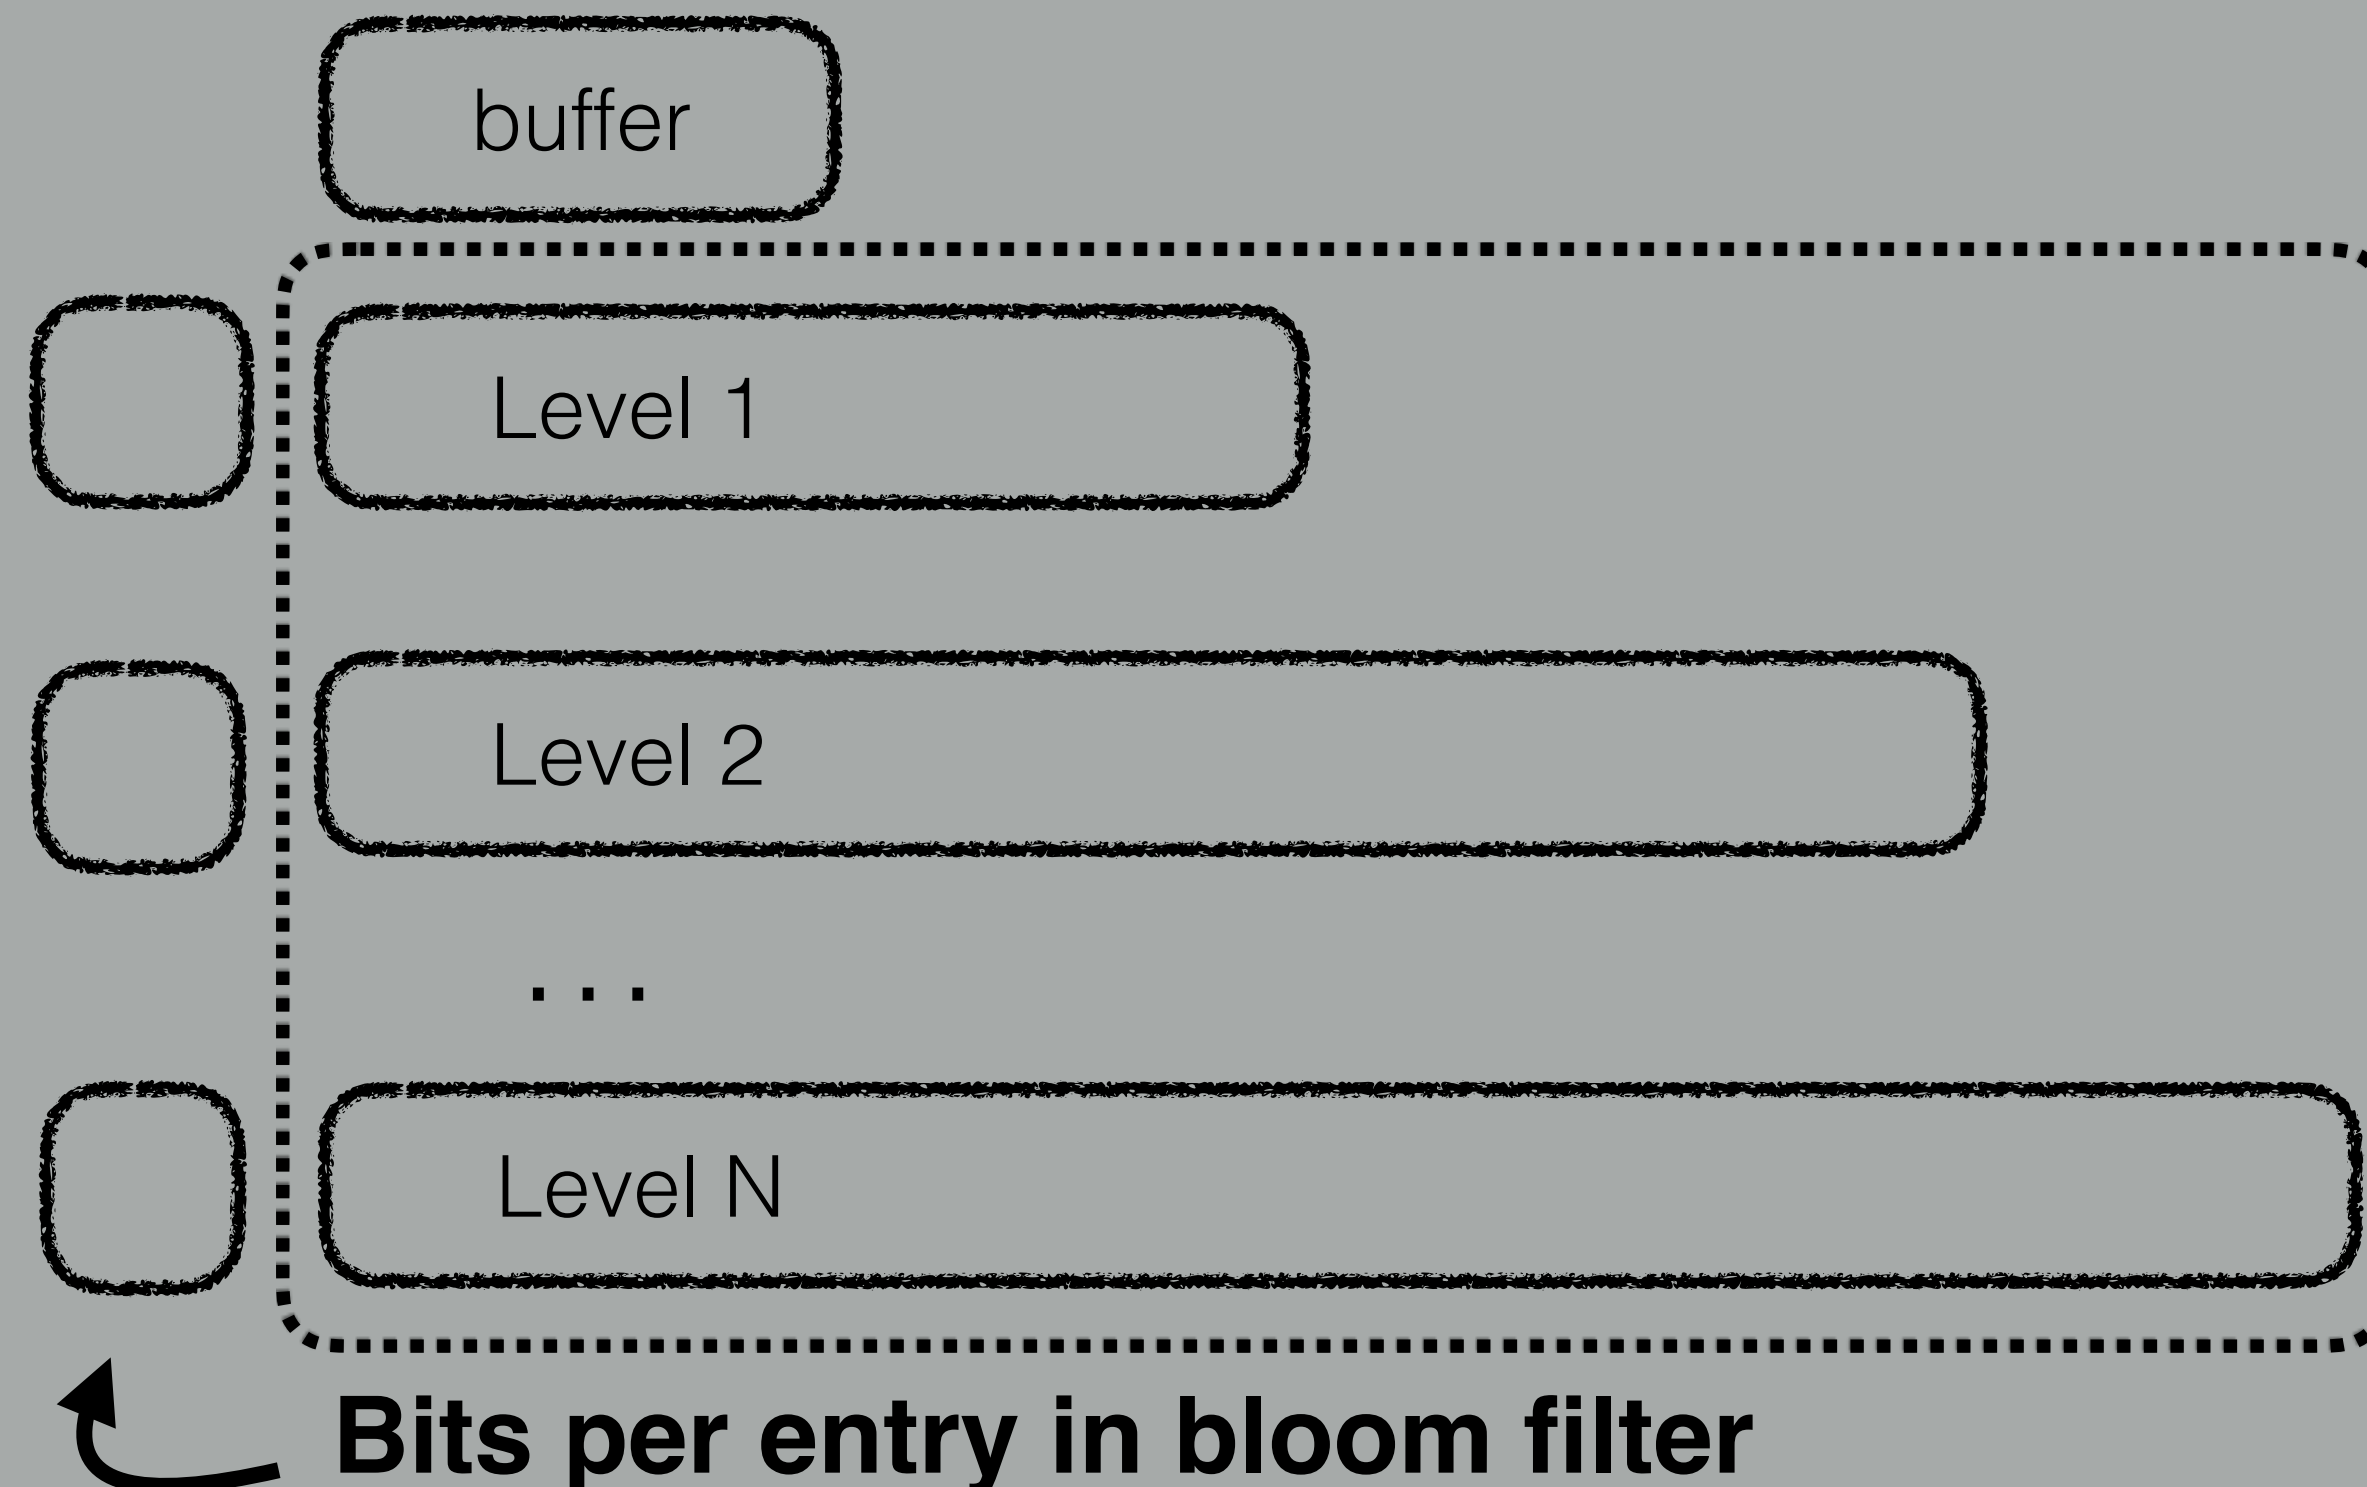 buffer
Level 1
Level 2
...
Level N
Bits per entry in bloom filter